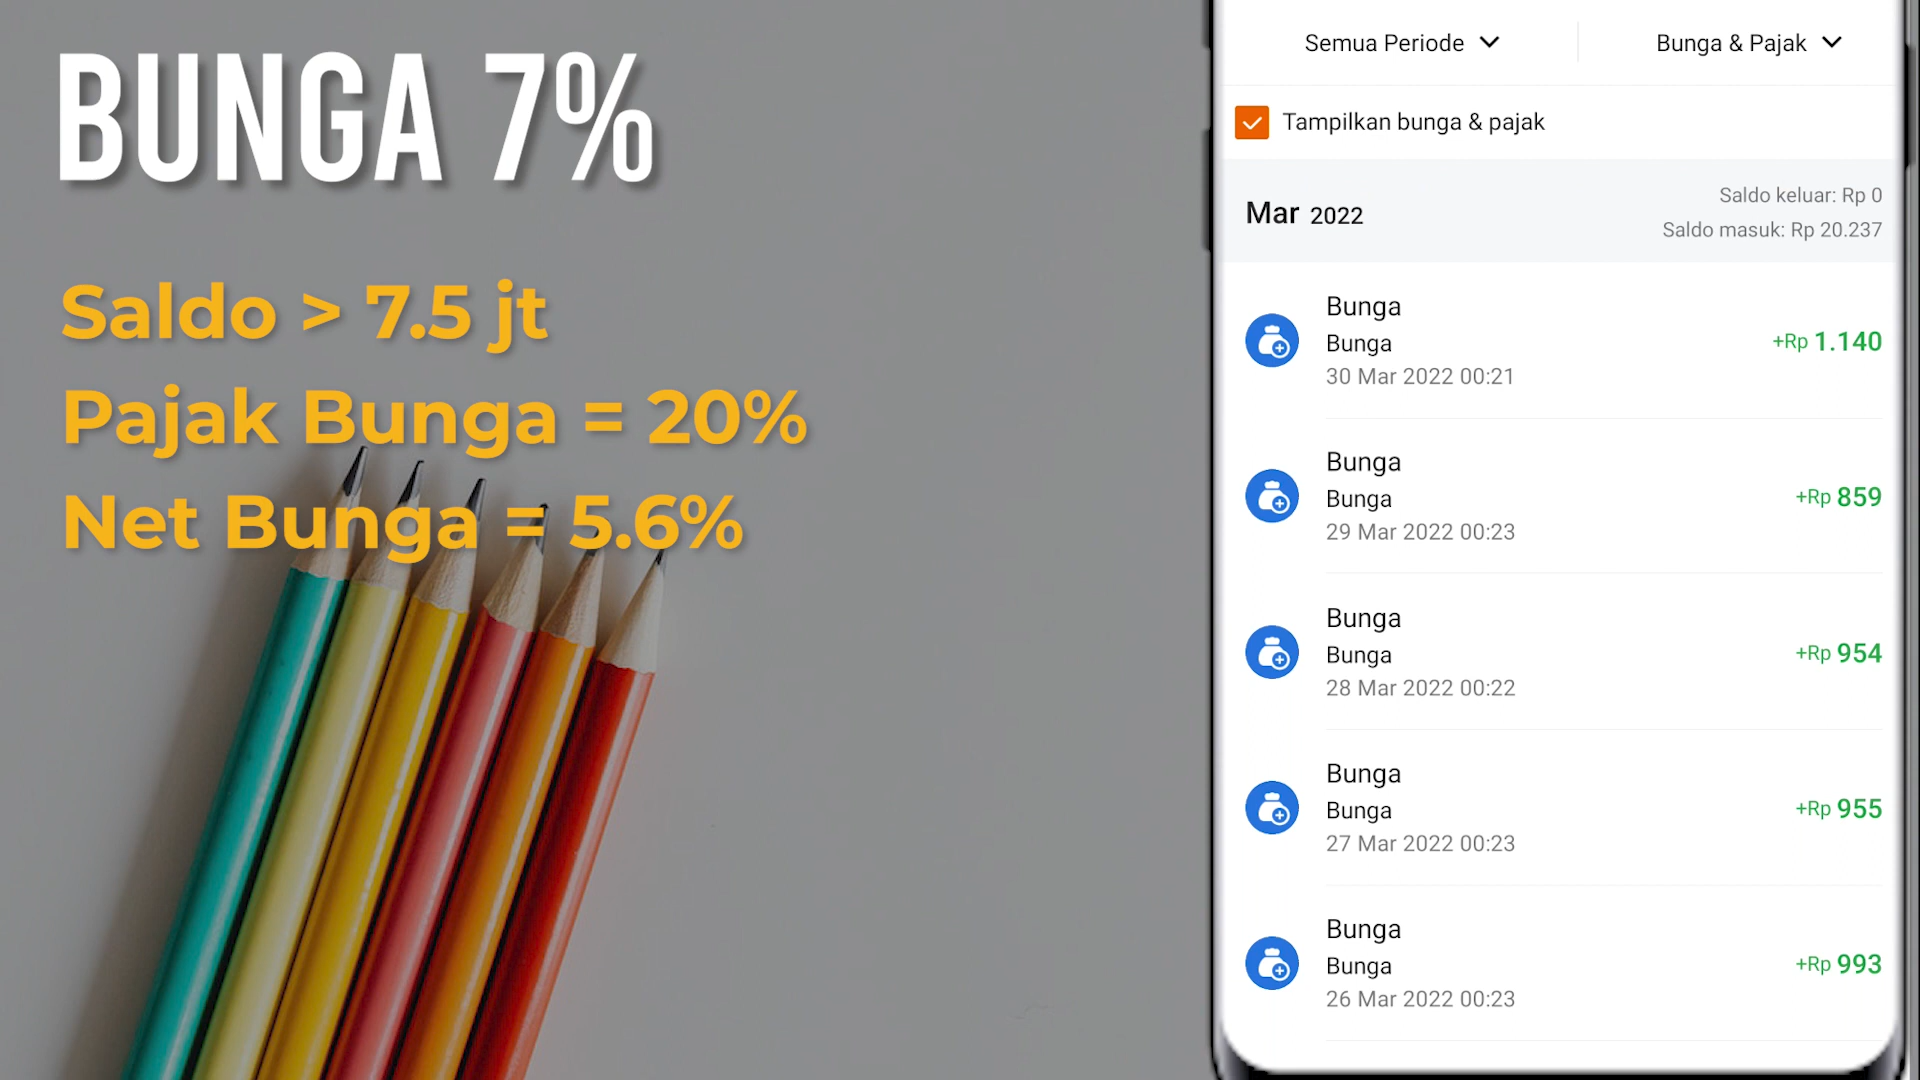 BUNGA 7%
Saldo > 7.5 jt
Pajak Bunga = 20%
Net Bunga = 5.6%
Semua Periode
Bunga & Pajak
Tampilkan bunga & pajak
Mar 2022
Saldo keluar: Rp 0
Saldo masuk: Rp 20.237
Bunga
Bunga
+Rp 1.140
30 Mar 2022 00:21
Bunga
Bunga
+Rp 859
29 Mar 2022 00:23
Bunga
Bunga
+Rp 954
28 Mar 2022 00:22
Bunga
Bunga
+Rp 955
27 Mar 2022 00:23
Bunga
Bunga
+Rp 993
26 Mar 2022 00:23